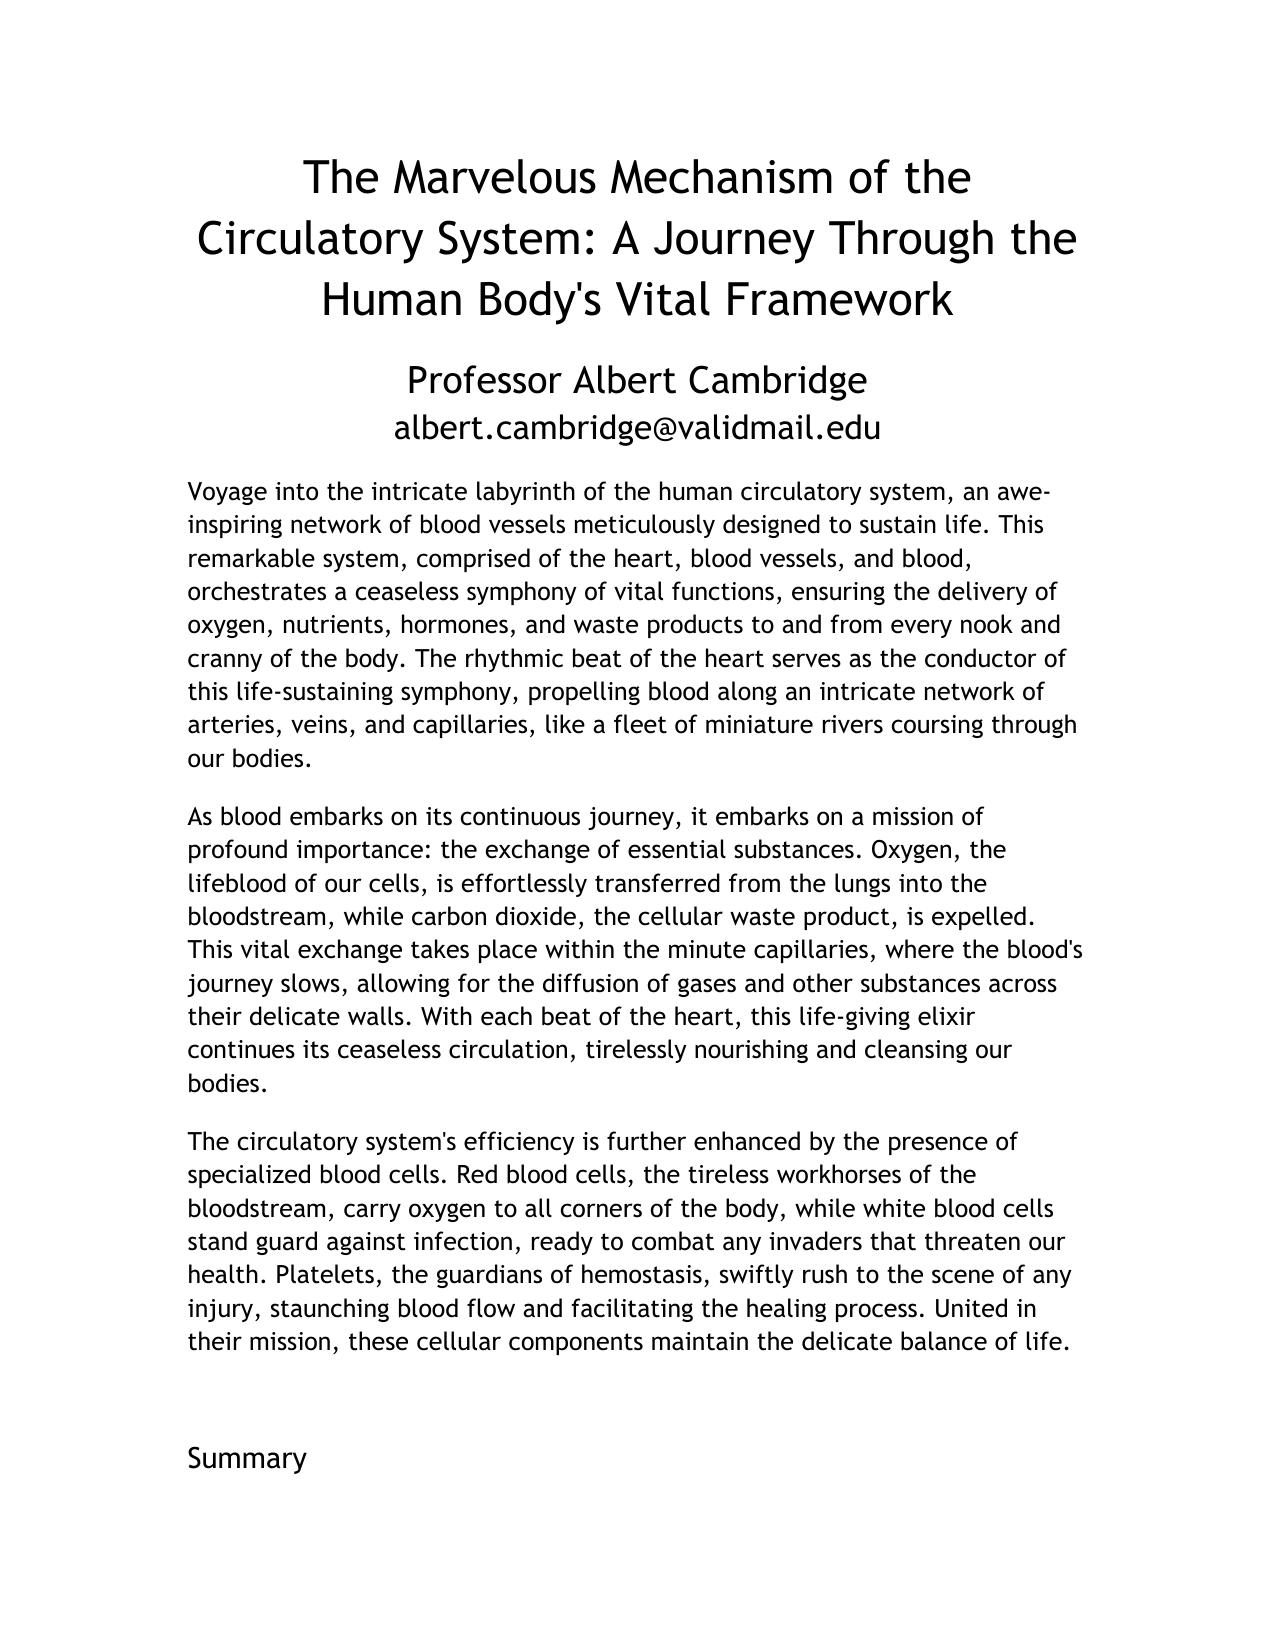 The Marvelous Mechanism of the
Circulatory System: A Journey Through the
Human Body's Vital Framework
Professor Albert Cambridge
albert.cambridge@validmail.edu
Voyage into the intricate labyrinth of the human circulatory system, an awe-
inspiring network of blood vessels meticulously designed to sustain life. This
remarkable system, comprised of the heart, blood vessels, and blood,
orchestrates a ceaseless symphony of vital functions, ensuring the delivery of
oxygen, nutrients, hormones, and waste products to and from every nook and
cranny of the body. The rhythmic beat of the heart serves as the conductor of
this life-sustaining symphony, propelling blood along an intricate network of
arteries, veins, and capillaries, like a fleet of miniature rivers coursing through
our bodies.
As blood embarks on its continuous journey, it embarks on a mission of
profound importance: the exchange of essential substances. Oxygen, the
lifeblood of our cells, is effortlessly transferred from the lungs into the
bloodstream, while carbon dioxide, the cellular waste product, is expelled.
This vital exchange takes place within the minute capillaries, where the blood's
journey slows, allowing for the diffusion of gases and other substances across
their delicate walls. With each beat of the heart, this life-giving elixir
continues its ceaseless circulation, tirelessly nourishing and cleansing our
bodies.
The circulatory system's efficiency is further enhanced by the presence of
specialized blood cells. Red blood cells, the tireless workhorses of the
bloodstream, carry oxygen to all corners of the body, while white blood cells
stand guard against infection, ready to combat any invaders that threaten our
health. Platelets, the guardians of hemostasis, swiftly rush to the scene of any
injury, staunching blood flow and facilitating the healing process. United in
their mission, these cellular components maintain the delicate balance of life.
Summary